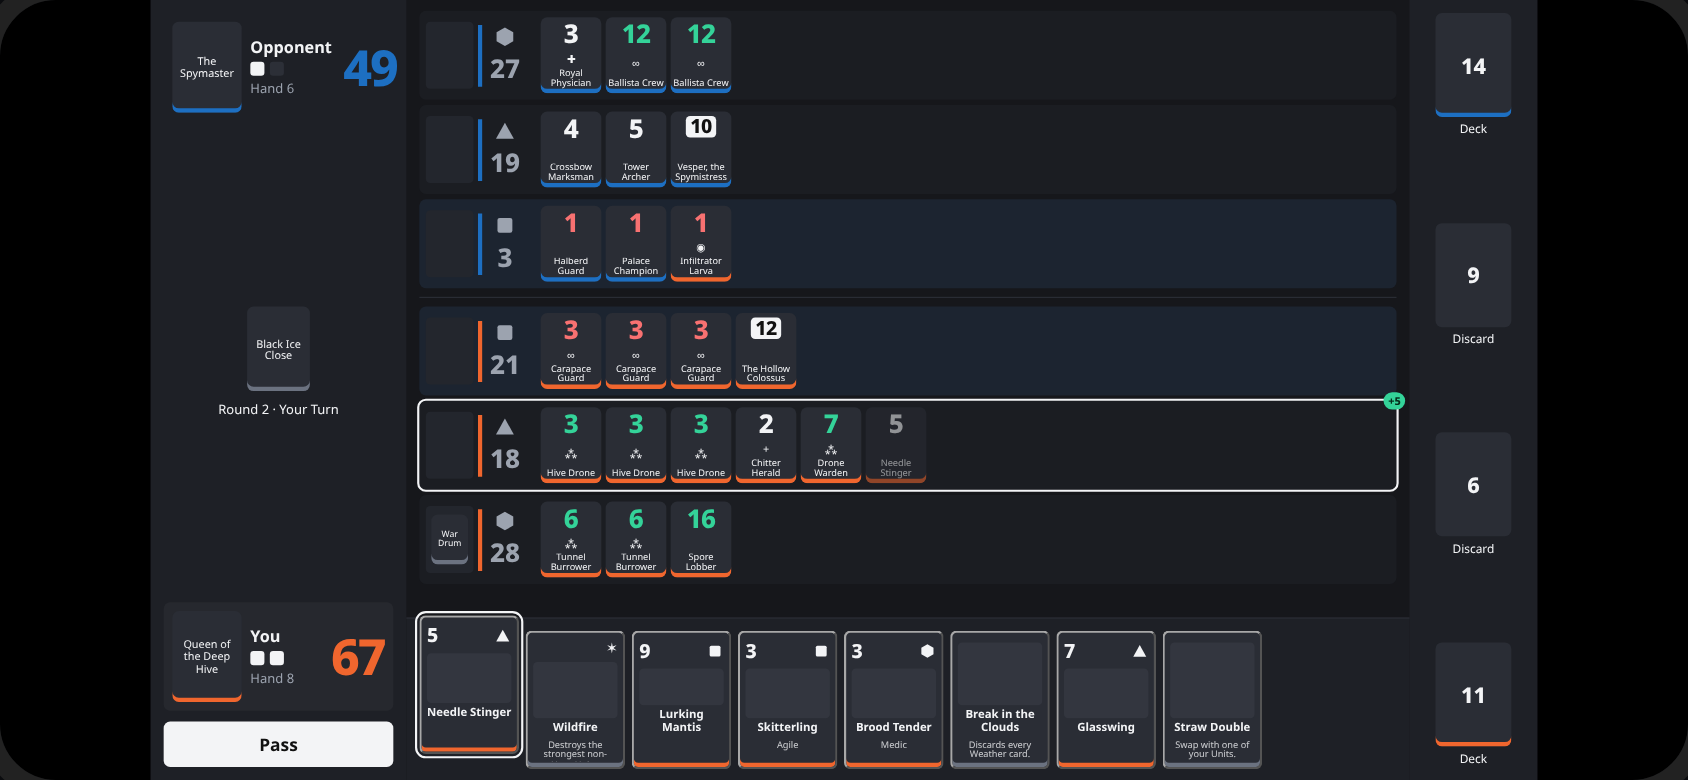 The
Spymaster
Opponent
Hand 6
49
27
3
Royal
Physician
12
∞
Ballista Crew
12
∞
Ballista Crew
14
Deck
19
4
Crossbow
Marksman
5
Tower
Archer
10
Vesper, the
Spymistress
3
1
Halberd
Guard
1
Palace
Champion
1
Infiltrator
Larva
9
Discard
Black Ice
Close
Round 2 · Your Turn
21
3
∞
Carapace
Guard
3
∞
Carapace
Guard
3
∞
Carapace
Guard
12
The Hollow
Colossus
+5
18
3
Hive Drone
3
Hive Drone
3
Hive Drone
2
Chitter
Herald
7
Drone
Warden
5
Needle
Stinger
6
Discard
War
Drum
28
6
Tunnel
Burrower
6
Tunnel
Burrower
16
Spore
Lobber
Queen of
the Deep
Hive
You
Hand 8
67
Pass
5
Needle Stinger
Wildfire
Destroys the
strongest non-
9
Lurking
Mantis
3
Skitterling
Agile
3
Brood Tender
Medic
Break in the
Clouds
Discards every
Weather card.
7
Glasswing
Straw Double
Swap with one of
your Units.
11
Deck